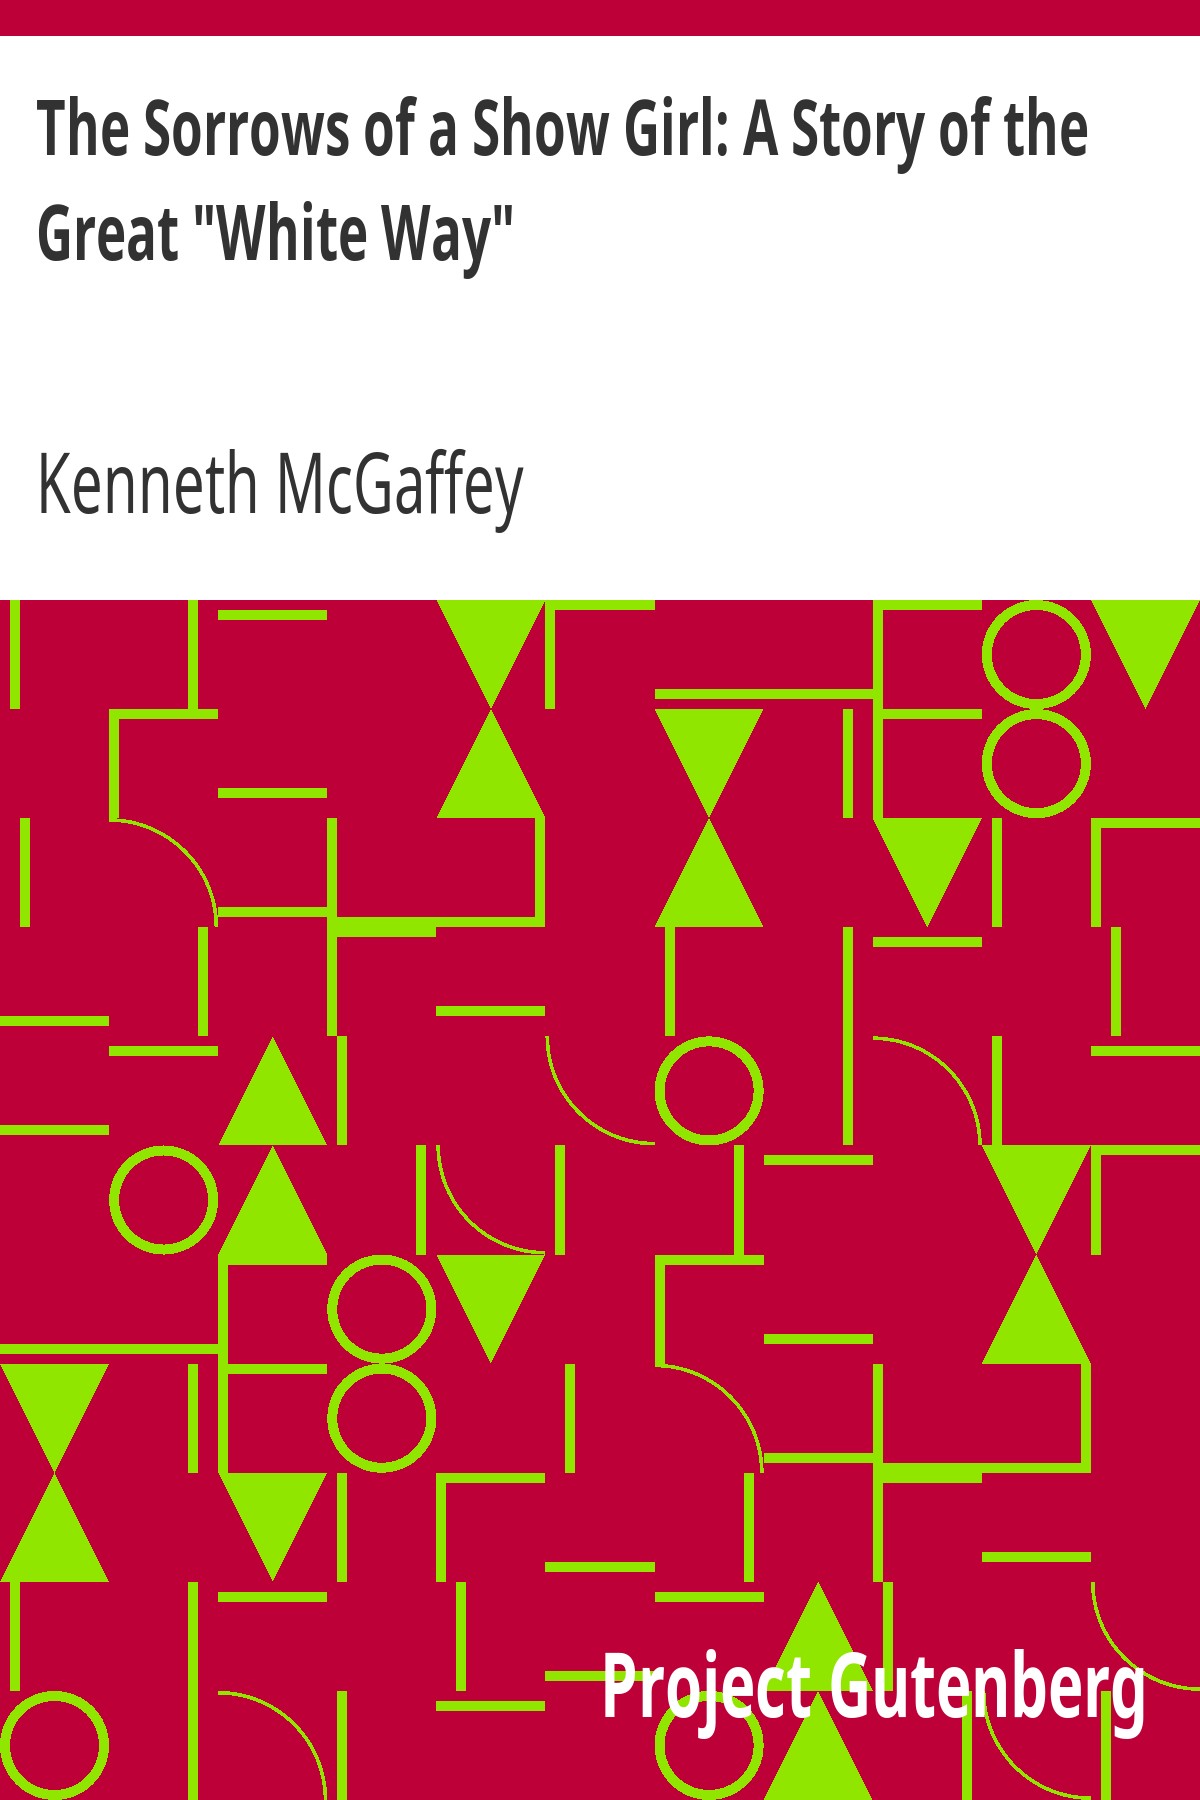 The Sorrows of a Show Girl: A Story of the
Great "White Way"
Kenneth McGaffey
Project Gutenberg